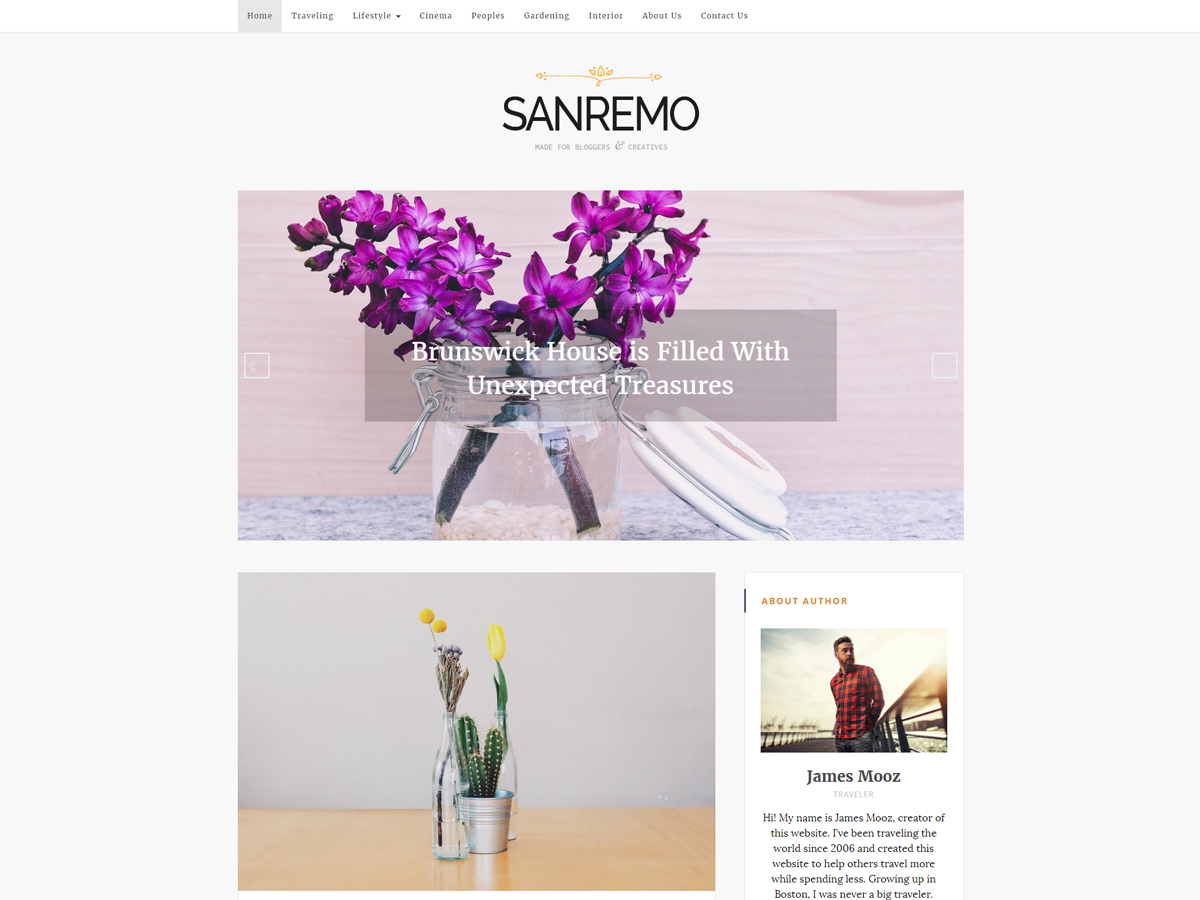 Home Traveling Lifestyle Cinema Peoples Gardening Interior About Us Contact Us
SANREMO
MADE FOR BLOGGERS & CREATIVES
Brunswick House is Filled With
Unexpected Treasures
ABOUT AUTHOR
James Mooz
TRAVELER
Hi! My name is James Mooz, creator of
this website. I've been traveling the
world since 2006 and created this
website to help others travel more
while spending less. Growing up in
Boston, I was never a big traveler.